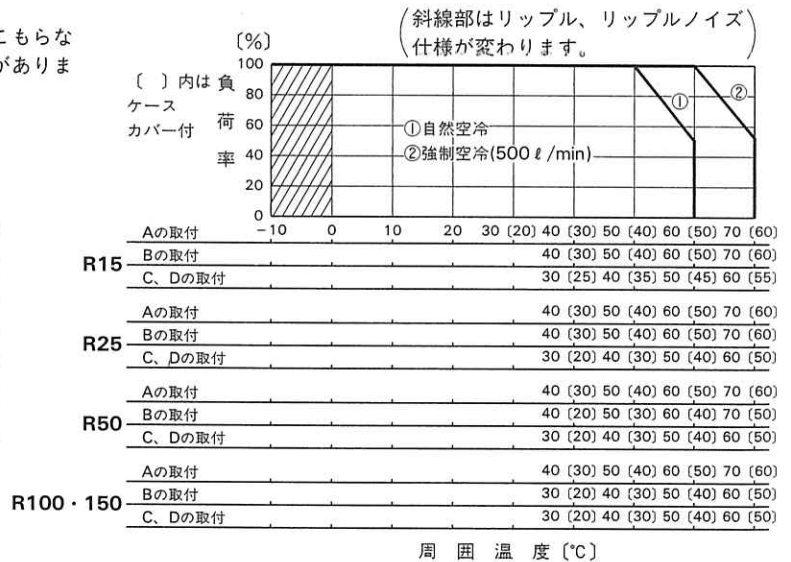 こもらな
がありま
(斜線部はリップル、リップルノイズ
仕様が変わります。)
〔%〕
〔 〕内は
ケース
カバー付
負荷率
100
80
60
40
20
0
①
②
①自然空冷
②強制空冷(500 ℓ/min)
Aの取付 −10 0 10 20 30 〔20〕 40 〔30〕 50 〔40〕 60 〔50〕 70 〔60〕
R15
Bの取付 40 〔30〕 50 〔40〕 60 〔50〕 70 〔60〕
C、Dの取付 30 〔25〕 40 〔35〕 50 〔45〕 60 〔55〕
Aの取付 40 〔30〕 50 〔40〕 60 〔50〕 70 〔60〕
R25
Bの取付 40 〔30〕 50 〔40〕 60 〔50〕 70 〔60〕
C、Dの取付 30 〔20〕 40 〔30〕 50 〔40〕 60 〔50〕
Aの取付 40 〔30〕 50 〔40〕 60 〔50〕 70 〔60〕
R50
Bの取付 40 〔20〕 50 〔30〕 60 〔40〕 70 〔50〕
C、Dの取付 30 〔20〕 40 〔30〕 50 〔40〕 60 〔50〕
Aの取付 40 〔30〕 50 〔40〕 60 〔50〕 70 〔60〕
R100・150
Bの取付 30 〔20〕 40 〔30〕 50 〔40〕 60 〔50〕
C、Dの取付 30 〔20〕 40 〔30〕 50 〔40〕 60 〔50〕
周囲温度〔℃〕